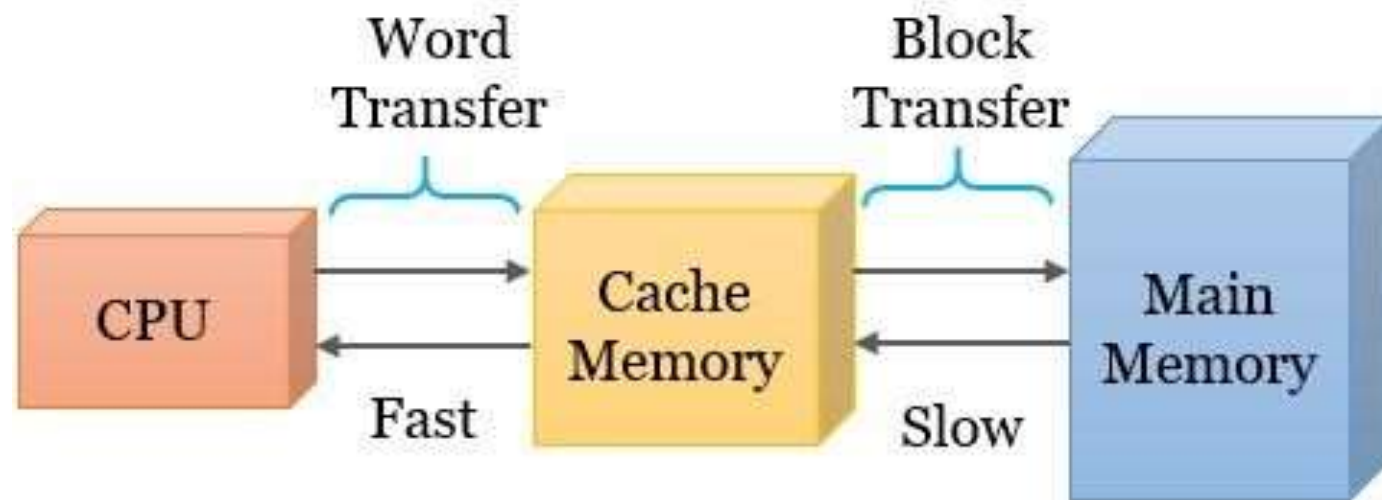 Word
Transfer
Block
Transfer
CPU
Cache
Memory
Main
Memory
Fast
Slow